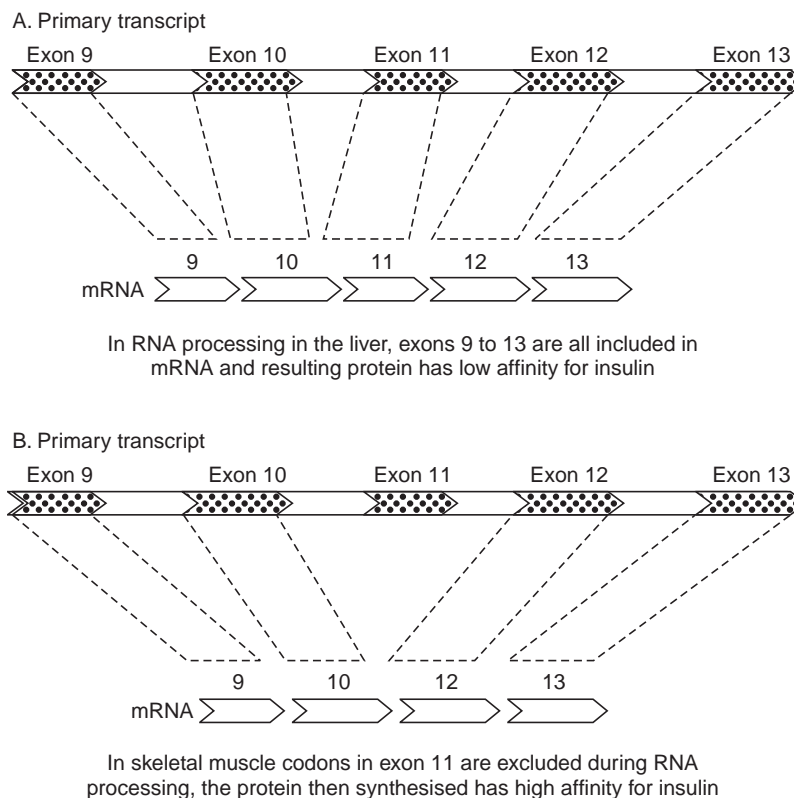 A. Primary transcript
Exon 9 Exon 10 Exon 11 Exon 12 Exon 13
9 10 11 12 13
mRNA
In RNA processing in the liver, exons 9 to 13 are all included in
mRNA and resulting protein has low affinity for insulin
B. Primary transcript
Exon 9 Exon 10 Exon 11 Exon 12 Exon 13
9 10 12 13
mRNA
In skeletal muscle codons in exon 11 are excluded during RNA
processing, the protein then synthesised has high affinity for insulin